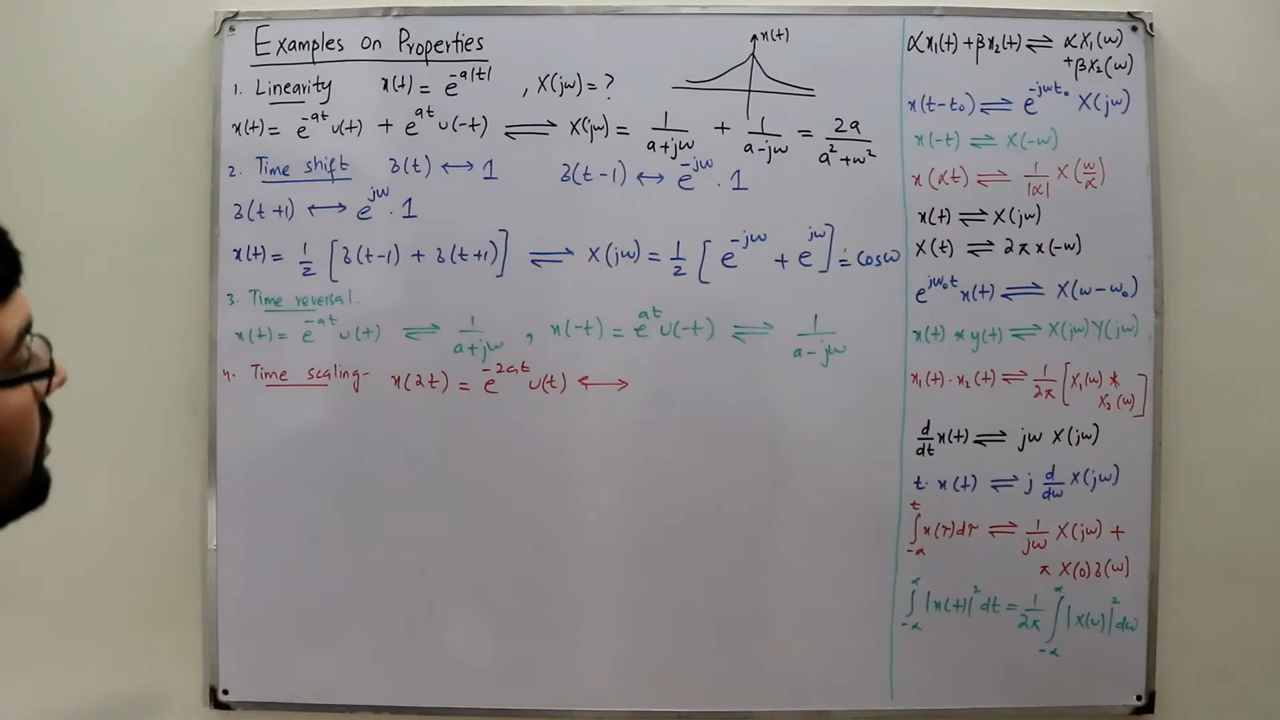 Examples on Properties
x(t)
1. Linearity x(t) = e^{-a|t|} , X(jω) = ?
x(t) = e^{-at} u(t) + e^{at} u(-t) ⇌ X(jω) = 1/(a+jω) + 1/(a-jω) = 2a/(a²+ω²)
2. Time shift δ(t) ↔ 1 δ(t-1) ↔ e^{-jω} . 1
δ(t+1) ↔ e^{jω} . 1
x(t) = 1/2 [δ(t-1) + δ(t+1)] ⇌ X(jω) = 1/2 [e^{-jω} + e^{jω}] = cosω
3. Time reversal.
x(t) = e^{-at} u(t) ⇌ 1/(a+jω) , x(-t) = e^{at} u(-t) ⇌ 1/(a-jω)
4. Time scaling- x(2t) = e^{-2at} u(t) ↔
αx₁(t) + βx₂(t) ⇌ αX₁(ω)
+βX₂(ω)
x(t-t₀) ⇌ e^{-jωt₀} X(jω)
x(-t) ⇌ X(-ω)
x(αt) ⇌ 1/|α| X(ω/α)
x(t) ⇌ X(jω)
X(t) ⇌ 2π x(-ω)
e^{jω₀t} x(t) ⇌ X(ω-ω₀)
x(t) * y(t) ⇌ X(jω)Y(jω)
x₁(t) . x₂(t) ⇌ 1/2π [X₁(ω) *
X₂(ω)]
d/dt x(t) ⇌ jω X(jω)
t. x(t) ⇌ j d/dω X(jω)
∫_{-∞}^{t} x(τ)dτ ⇌ 1/jω X(jω) +
π X(0)δ(ω)
∫_{-∞}^{∞} |x(t)|² dt = 1/2π ∫_{-∞}^{∞} |X(ω)|² dω